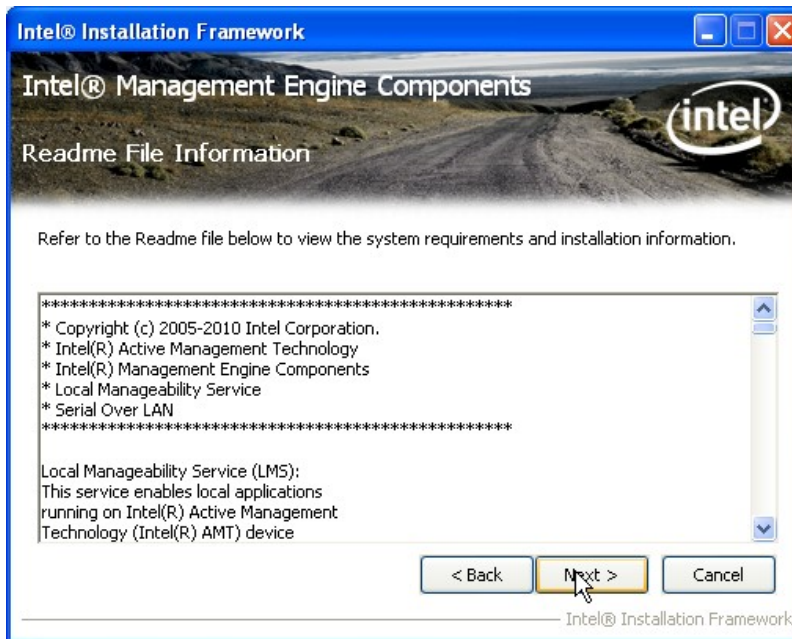 Intel® Installation Framework
Intel® Management Engine Components
intel
Readme File Information
Refer to the Readme file below to view the system requirements and installation information.
**************************************************
* Copyright (c) 2005-2010 Intel Corporation.
* Intel(R) Active Management Technology
* Intel(R) Management Engine Components
* Local Manageability Service
* Serial Over LAN
**************************************************
Local Manageability Service (LMS):
This service enables local applications
running on Intel(R) Active Management
Technology (Intel(R) AMT) device
< Back Next > Cancel
Intel® Installation Framework